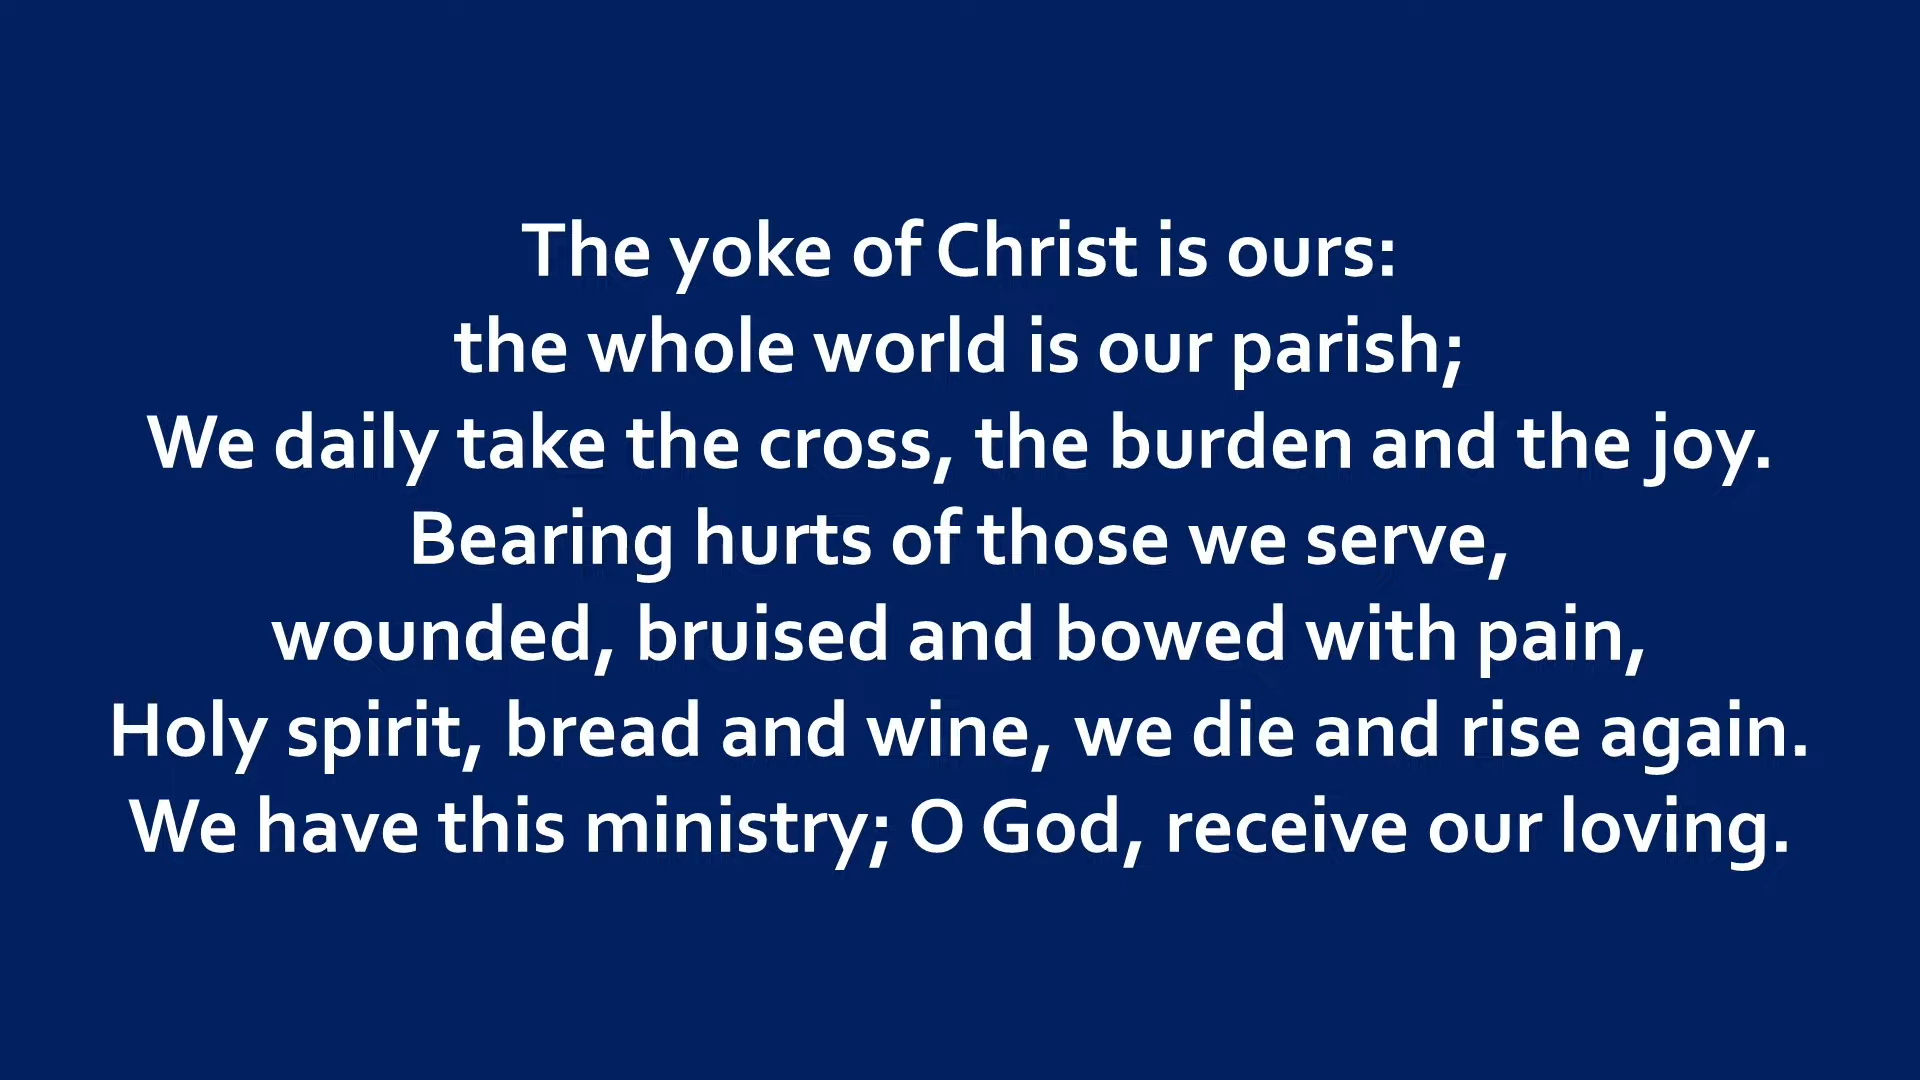 The yoke of Christ is ours:
the whole world is our parish;
We daily take the cross, the burden and the joy.
Bearing hurts of those we serve,
wounded, bruised and bowed with pain,
Holy spirit, bread and wine, we die and rise again.
We have this ministry; O God, receive our loving.